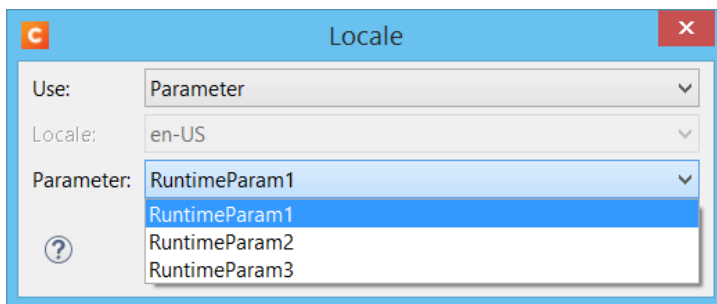 C
Locale
Use: Parameter
Locale: en-US
Parameter: RuntimeParam1
RuntimeParam1
RuntimeParam2
?
RuntimeParam3